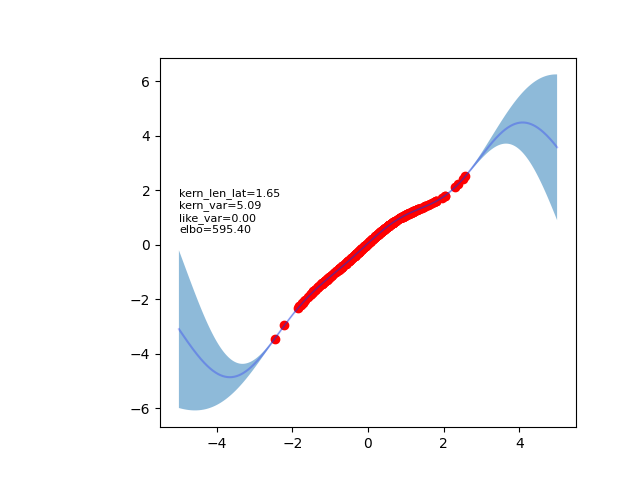 6
4
2
0
−2
−4
−6
kern_len_lat=1.65
kern_var=5.09
like_var=0.00
elbo=595.40
−4 −2 0 2 4